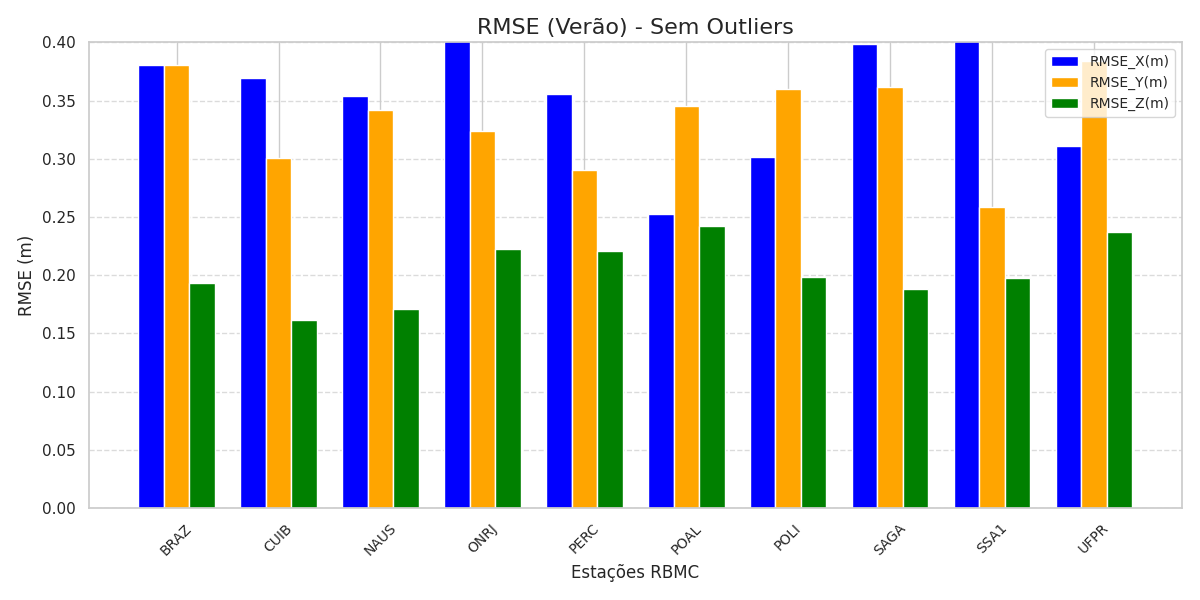 RMSE (Verão) - Sem Outliers
RMSE_X(m)
RMSE_Y(m)
RMSE_Z(m)
RMSE (m)
0.40
0.35
0.30
0.25
0.20
0.15
0.10
0.05
0.00
BRAZ
CUIB
NAUS
ONRJ
PERC
POAL
POLI
SAGA
SSA1
UFPR
Estações RBMC